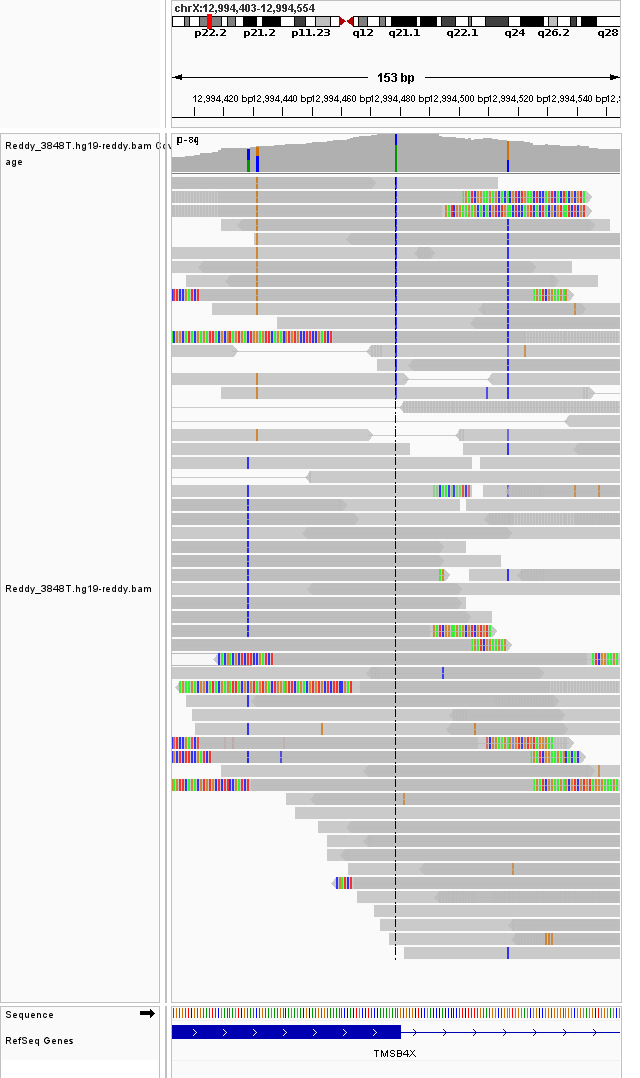 chrX:12,994,403-12,994,554
p22.2 p21.2 p11.23 q12 q21.1 q22.1 q24 q26.2 q28
153 bp
12,994,420 bp 12,994,440 bp 12,994,460 bp 12,994,480 bp 12,994,500 bp 12,994,520 bp 12,994,540 bp
Reddy_3848T.hg19-reddy.bam
age
Reddy_3848T.hg19-reddy.bam
Sequence
RefSeq Genes
TMSB4X